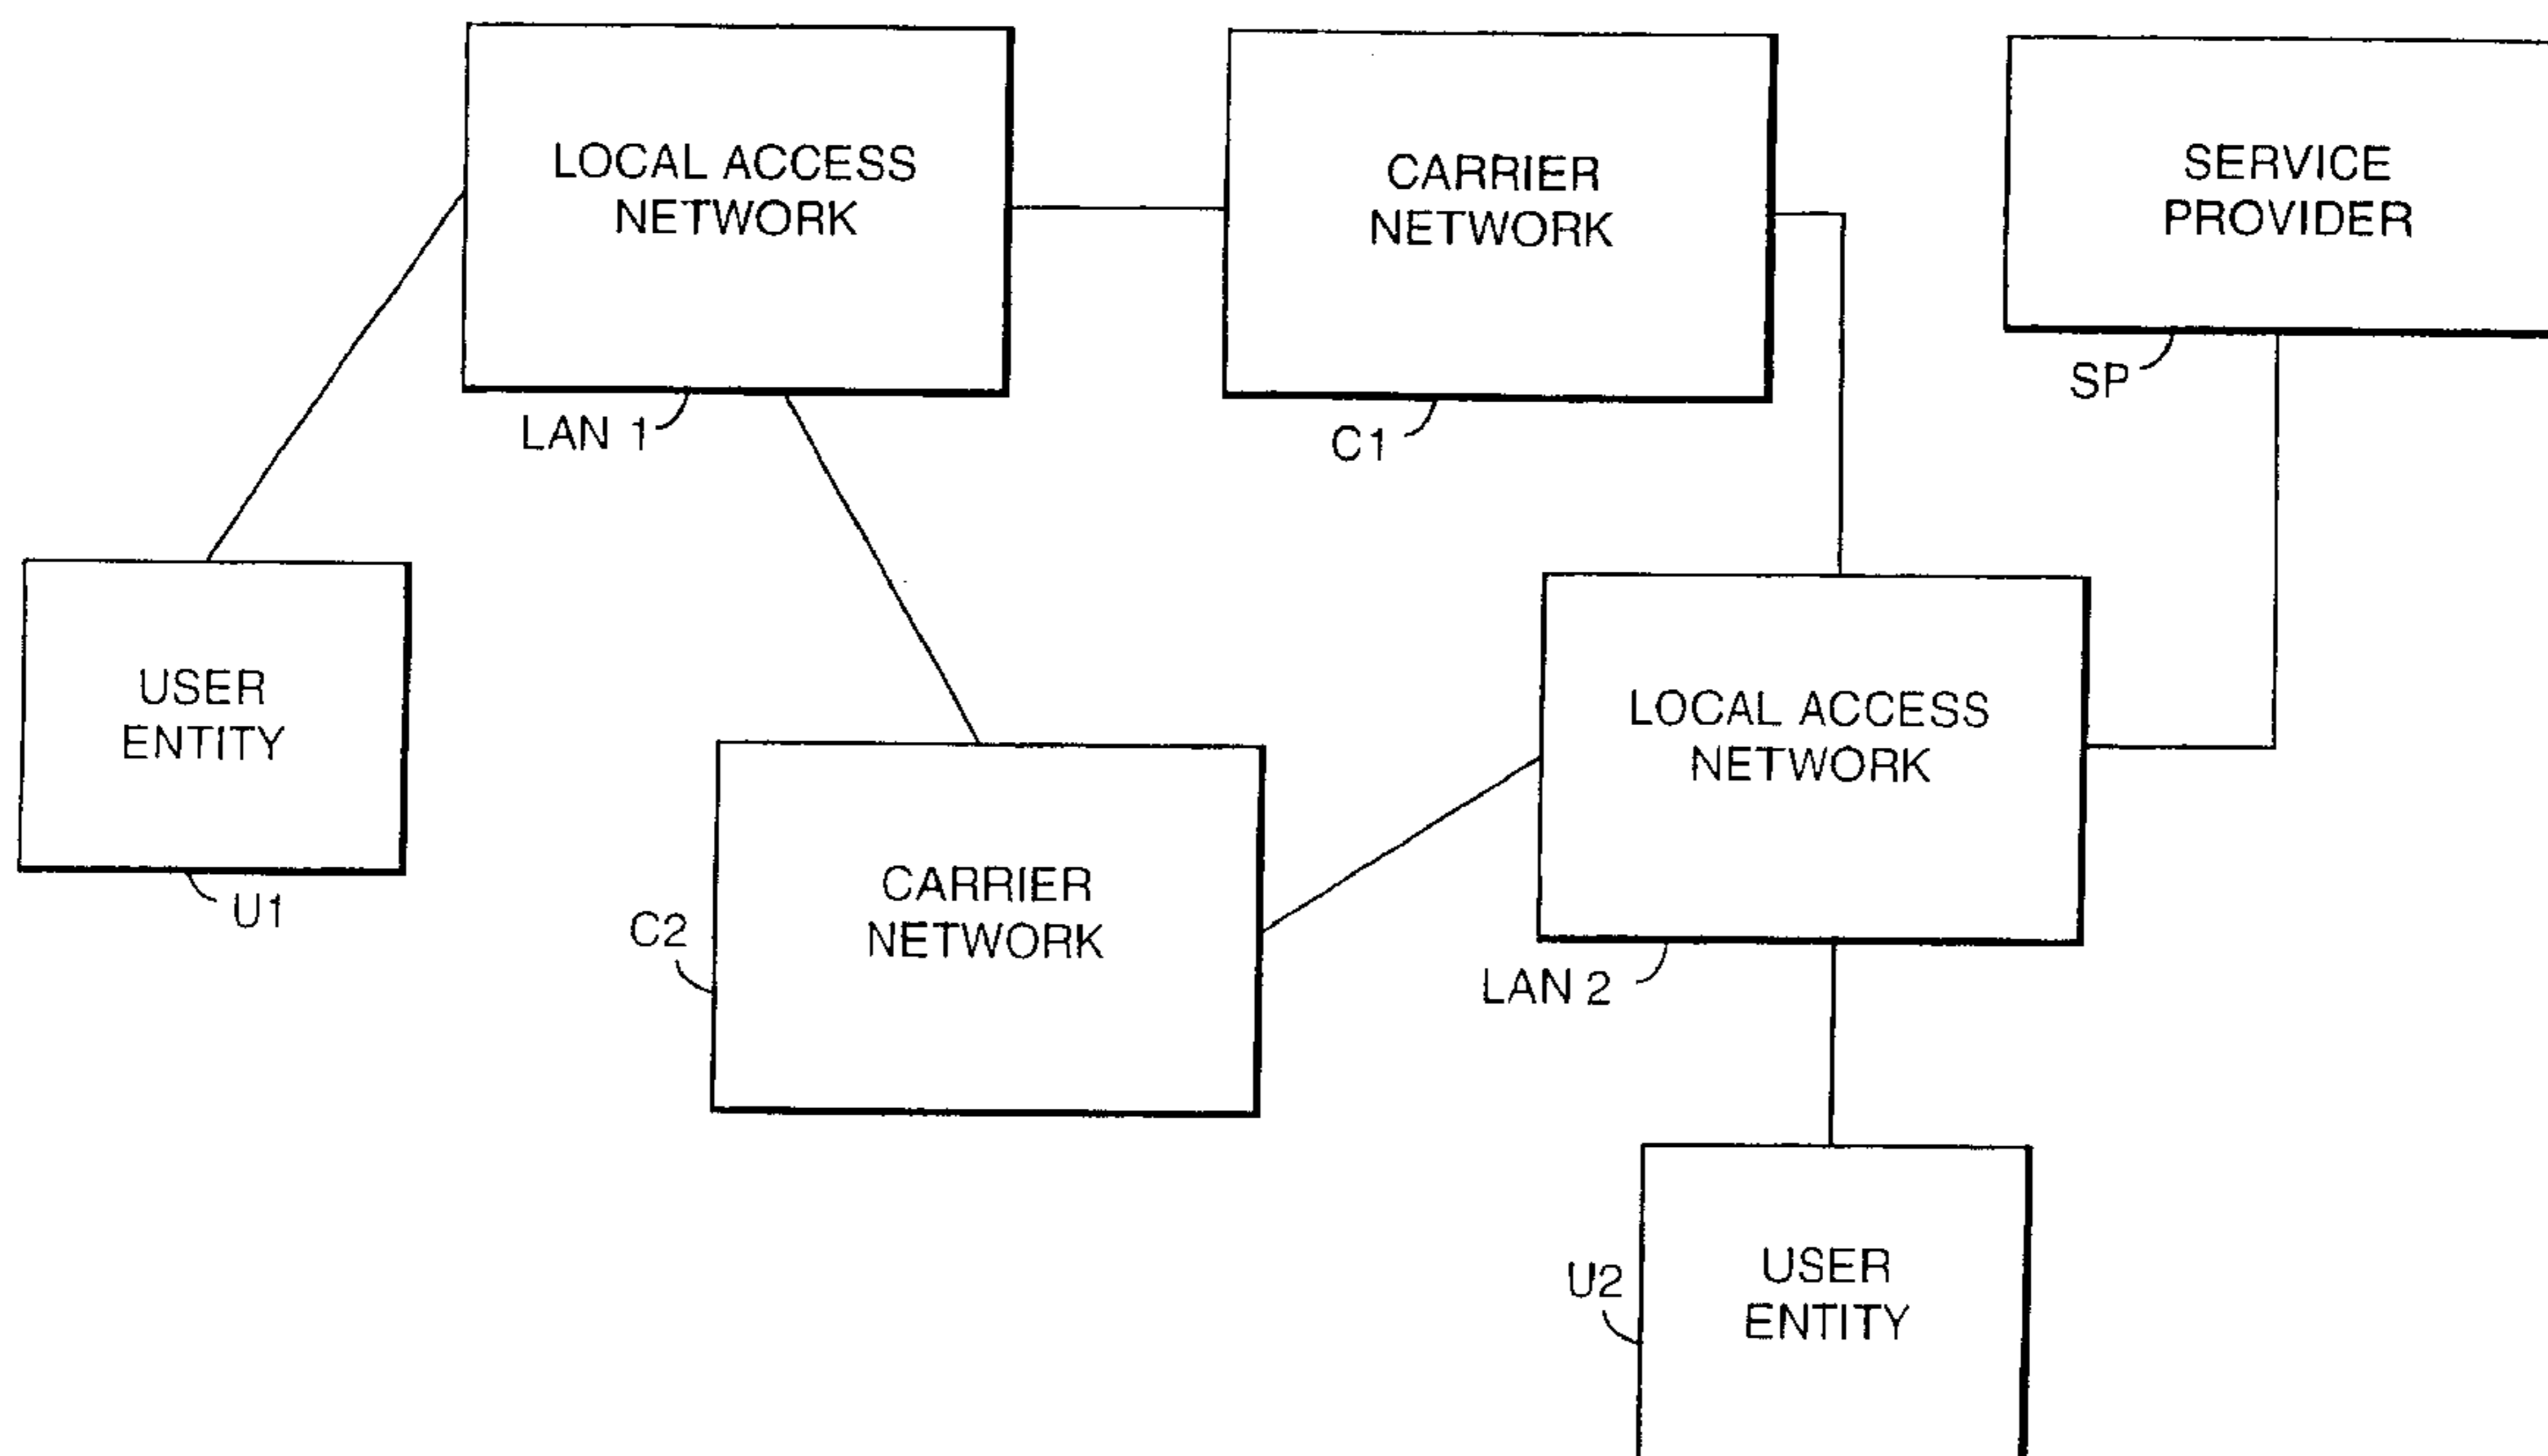 LOCAL ACCESS
NETWORK
LAN 1
CARRIER
NETWORK
C1
SERVICE
PROVIDER
SP
USER
ENTITY
U1
CARRIER
NETWORK
C2
LOCAL ACCESS
NETWORK
LAN 2
USER
ENTITY
U2